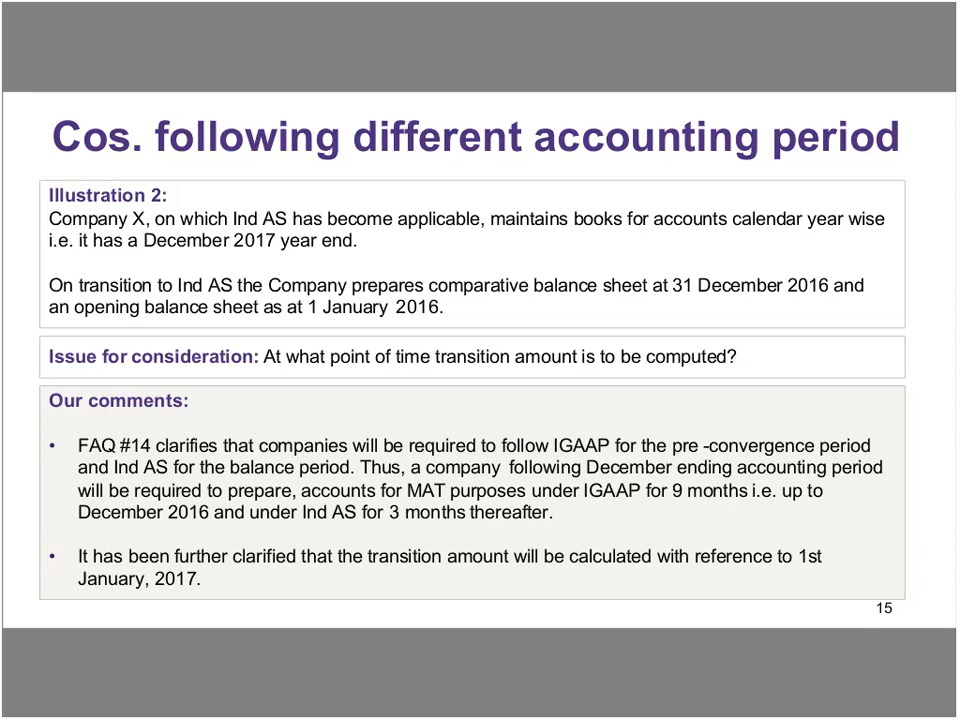 Cos. following different accounting period
Illustration 2:
Company X, on which Ind AS has become applicable, maintains books for accounts calendar year wise
i.e. it has a December 2017 year end.
On transition to Ind AS the Company prepares comparative balance sheet at 31 December 2016 and
an opening balance sheet as at 1 January 2016.
Issue for consideration: At what point of time transition amount is to be computed?
Our comments:
• FAQ #14 clarifies that companies will be required to follow IGAAP for the pre -convergence period
and Ind AS for the balance period. Thus, a company following December ending accounting period
will be required to prepare, accounts for MAT purposes under IGAAP for 9 months i.e. up to
December 2016 and under Ind AS for 3 months thereafter.
• It has been further clarified that the transition amount will be calculated with reference to 1st
January, 2017.
15